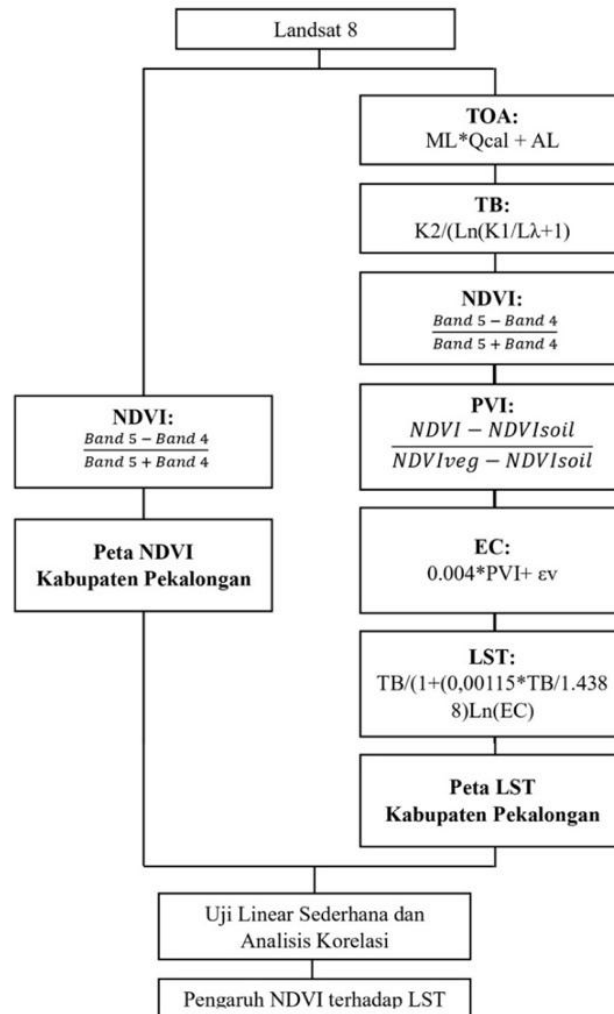 Landsat 8
TOA:
ML*Qcal + AL
TB:
K2/(Ln(K1/Lλ+1)
NDVI:
Band 5 − Band 4
Band 5 + Band 4
PVI:
NDVI − NDVIsoil
NDVIveg − NDVIsoil
EC:
0.004*PVI+ εv
LST:
TB/(1+(0,00115*TB/1.438
8)Ln(EC)
Peta LST
Kabupaten Pekalongan
NDVI:
Band 5 − Band 4
Band 5 + Band 4
Peta NDVI
Kabupaten Pekalongan
Uji Linear Sederhana dan
Analisis Korelasi
Pengaruh NDVI terhadap LST